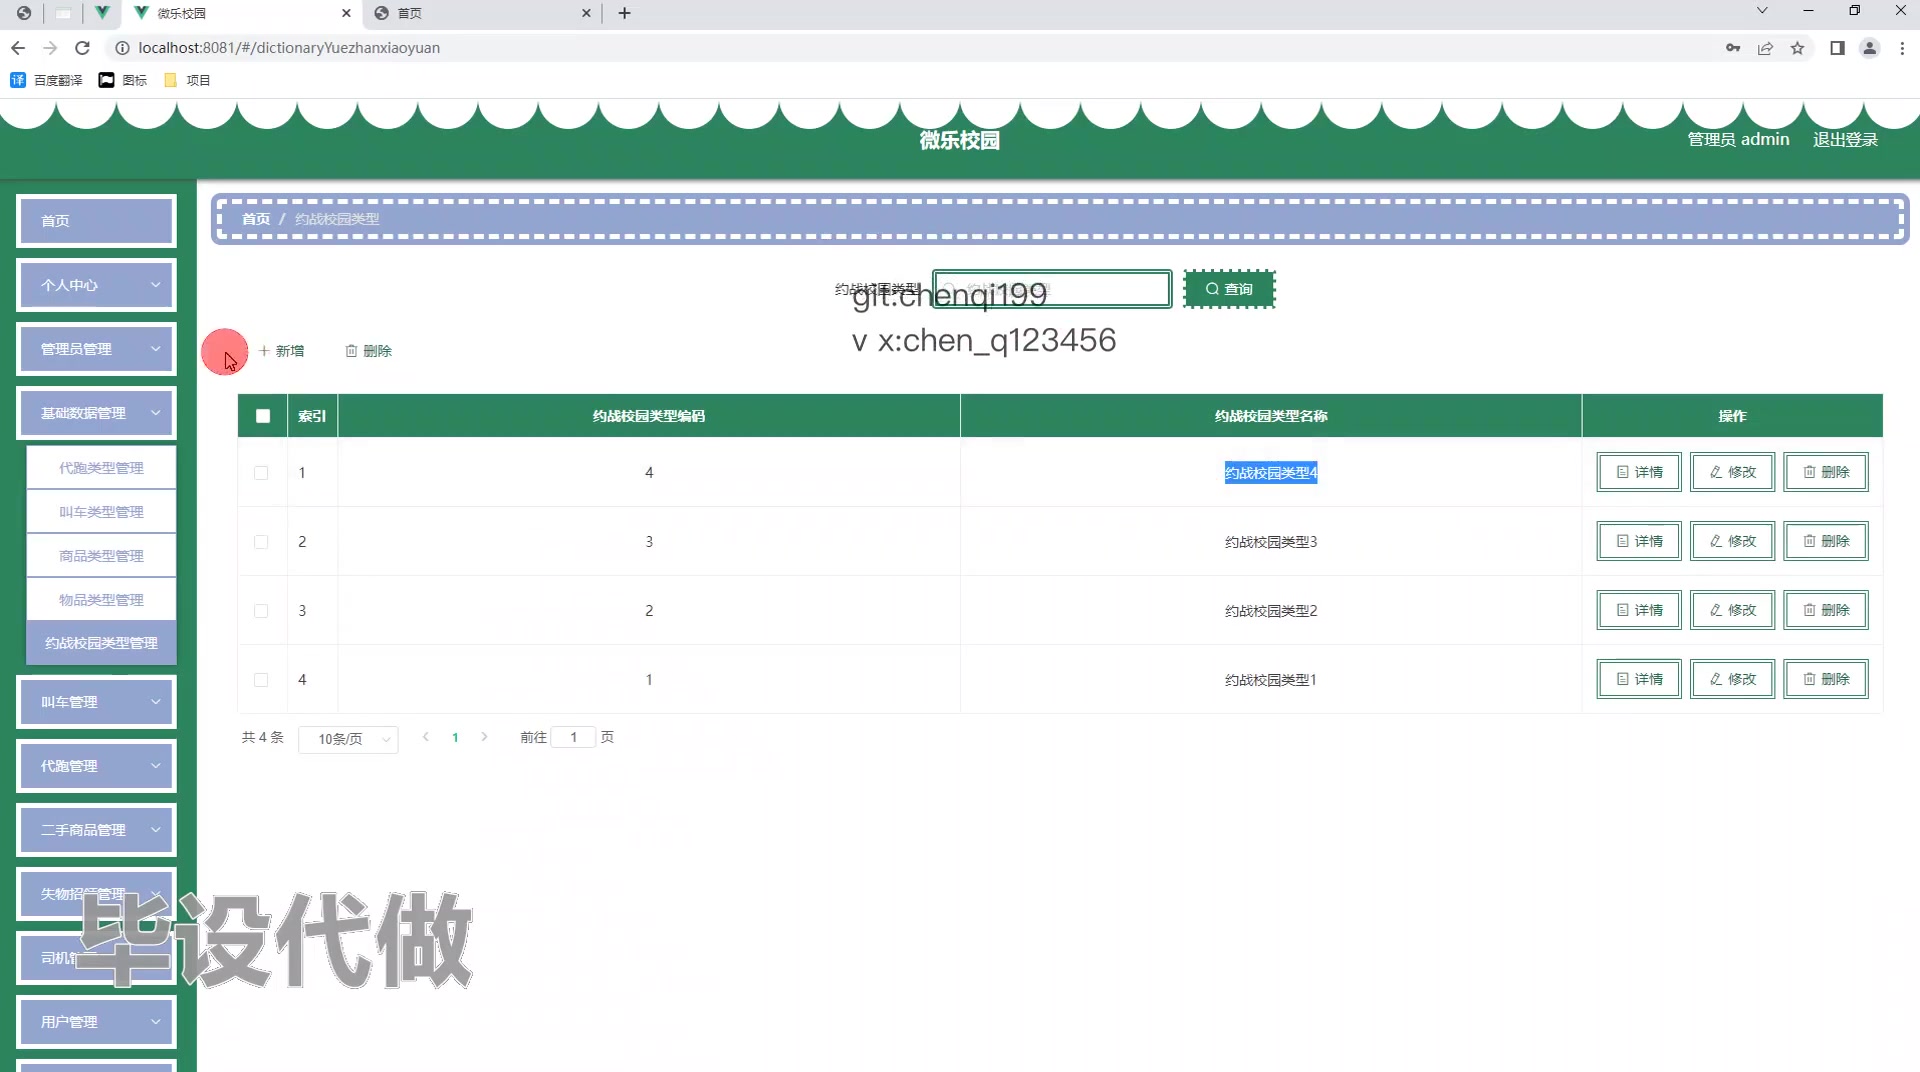 微乐校园
首页
localhost:8081/#/dictionaryYuezhanxiaoyuan
百度翻译
图标
项目
微乐校园
管理员 admin
退出登录
首页
个人中心
管理员管理
基础数据管理
代跑类型管理
叫车类型管理
商品类型管理
物品类型管理
约战校园类型管理
叫车管理
代跑管理
二手商品管理
失物招领管理
司机管
用户管理
首页 / 约战校园类型
约战校园类型
查询
git:chenqi199
v x:chen_q123456
新增
删除
索引 约战校园类型编码 约战校园类型名称 操作
1 4 约战校园类型4 详情 修改 删除
2 3 约战校园类型3 详情 修改 删除
3 2 约战校园类型2 详情 修改 删除
4 1 约战校园类型1 详情 修改 删除
共 4 条 10条/页 1 前往 1 页
毕设代做